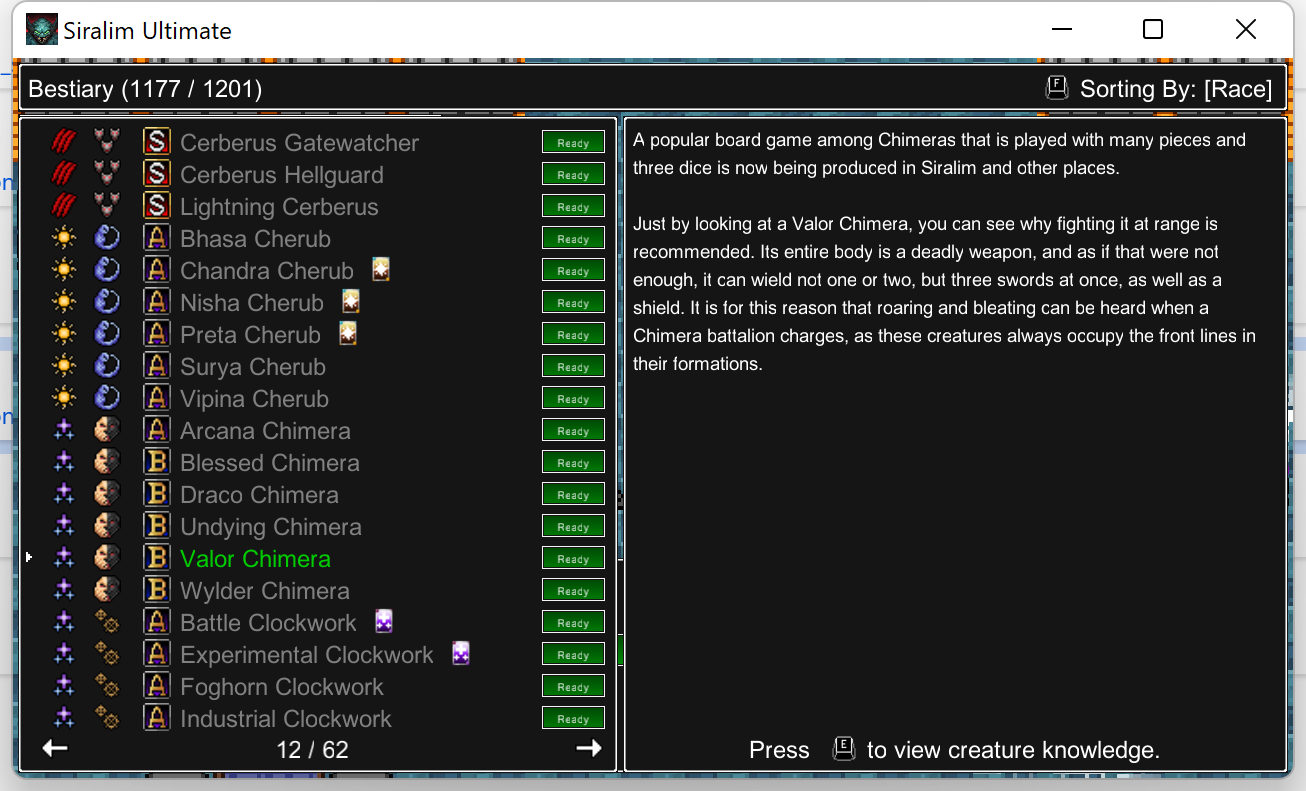 Siralim Ultimate
Bestiary (1177 / 1201)
F Sorting By: [Race]
S Cerberus Gatewatcher Ready
S Cerberus Hellguard Ready
S Lightning Cerberus Ready
A Bhasa Cherub Ready
A Chandra Cherub Ready
A Nisha Cherub Ready
A Preta Cherub Ready
A Surya Cherub Ready
A Vipina Cherub Ready
A Arcana Chimera Ready
B Blessed Chimera Ready
B Draco Chimera Ready
B Undying Chimera Ready
B Valor Chimera Ready
B Wylder Chimera Ready
A Battle Clockwork Ready
A Experimental Clockwork Ready
A Foghorn Clockwork Ready
A Industrial Clockwork Ready
12 / 62
A popular board game among Chimeras that is played with many pieces and
three dice is now being produced in Siralim and other places.
Just by looking at a Valor Chimera, you can see why fighting it at range is
recommended. Its entire body is a deadly weapon, and as if that were not
enough, it can wield not one or two, but three swords at once, as well as a
shield. It is for this reason that roaring and bleating can be heard when a
Chimera battalion charges, as these creatures always occupy the front lines in
their formations.
Press E to view creature knowledge.